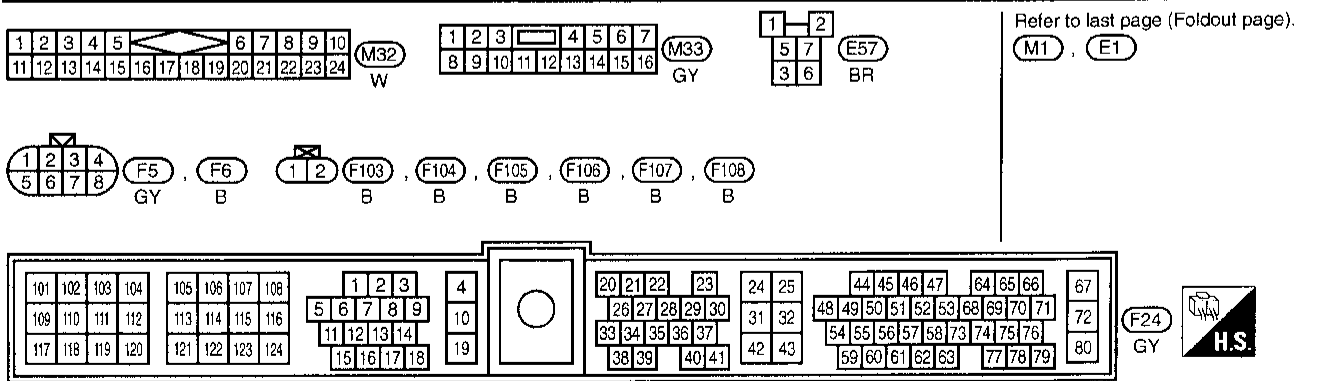 Refer to last page (Foldout page).
M1 , E1
1 2 3 4 5 6 7 8 9 10
11 12 13 14 15 16 17 18 19 20 21 22 23 24
M32
W
1 2 3 4 5 6 7
8 9 10 11 12 13 14 15 16
M33
GY
1 2
5 7
3 6
E57
BR
1 2 3 4
5 6 7 8
F5 , F6
GY B
1 2
F103 , F104 , F105 , F106 , F107 , F108
B B B B B B
101 102 103 104 105 106 107 108
109 110 111 112 113 114 115 116
117 118 119 120 121 122 123 124
1 2 3
5 6 7 8 9
11 12 13 14
15 16 17 18
4
10
19
20 21 22 23
26 27 28 29 30
33 34 35 36 37
38 39 40 41
24 25
31 32
42 43
44 45 46 47 64 65 66
48 49 50 51 52 53 68 69 70 71
54 55 56 57 58 73 74 75 76
59 60 61 62 63 77 78 79
67
72
80
F24
GY
H.S.